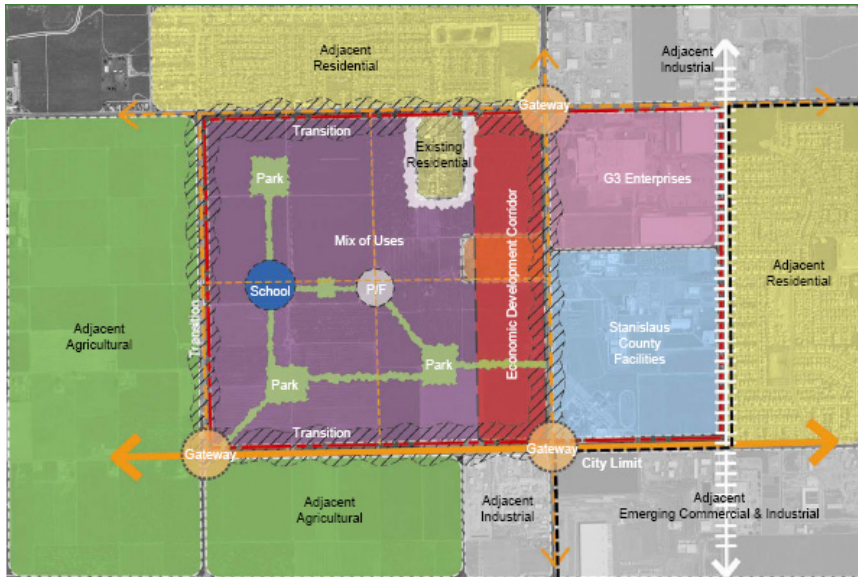 Adjacent
Residential
Adjacent
Industrial
Gateway
Transition
Existing
Residential
G3 Enterprises
Park
Mix of Uses
Economic Development Corridor
Adjacent
Residential
School
P/F
Adjacent
Agricultural
Transition
Stanislaus
County
Facilities
Park
Park
Transition
Gateway
Gateway
City Limit
Adjacent
Agricultural
Adjacent
Industrial
Adjacent
Emerging Commercial & Industrial